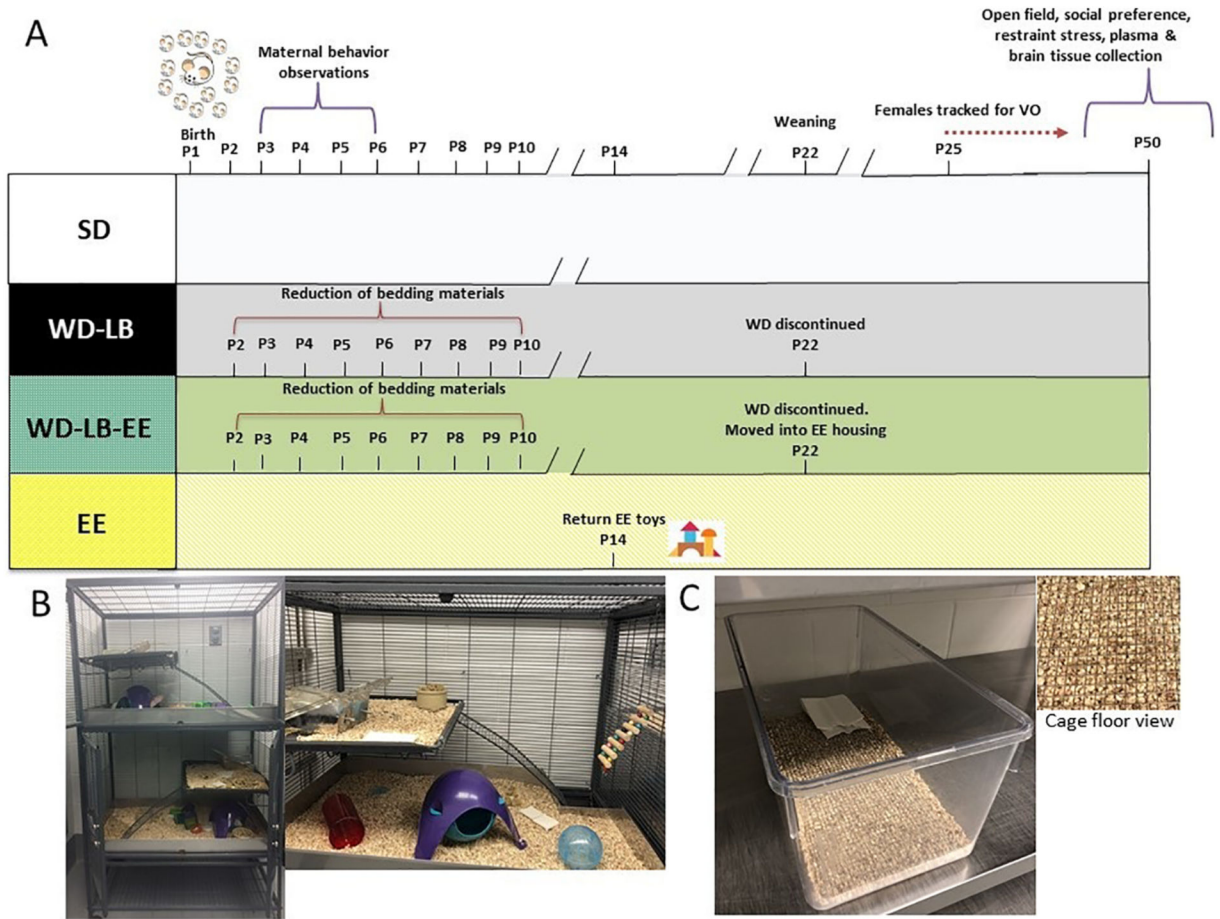 A
Open field, social preference,
restraint stress, plasma &
brain tissue collection
Maternal behavior
observations
Females tracked for VO
Weaning
Birth
P1 P2 P3 P4 P5 P6 P7 P8 P9 P10 P14 P22 P25 P50
SD
Reduction of bedding materials
WD-LB
WD discontinued
P2 P3 P4 P5 P6 P7 P8 P9 P10 P22
Reduction of bedding materials
WD-LB-EE
WD discontinued.
Moved into EE housing
P2 P3 P4 P5 P6 P7 P8 P9 P10 P22
EE
Return EE toys
P14
B
C
Cage floor view